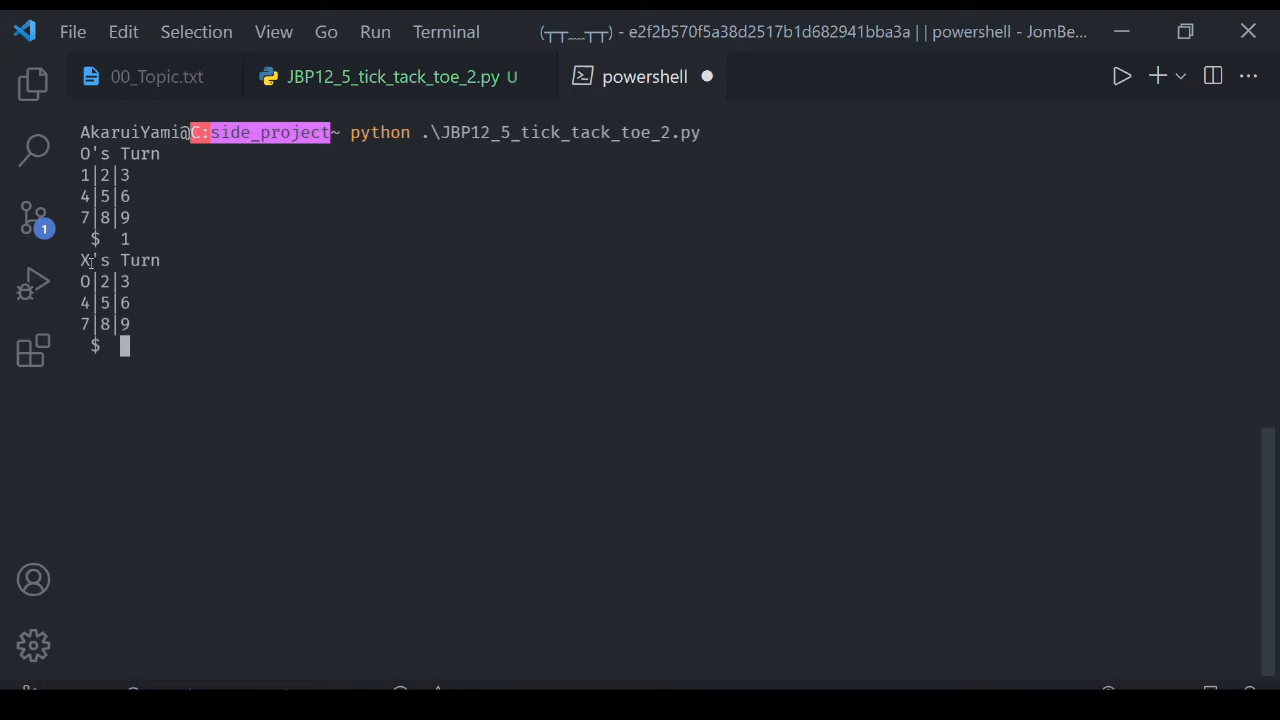 File Edit Selection View Go Run Terminal (┬┬﹏┬┬) - e2f2b570f5a38d2517b1d682941bba3a | | powershell - JomBe...
00_Topic.txt JBP12_5_tick_tack_toe_2.py U powershell
AkaruiYami@C:side_project~ python .\JBP12_5_tick_tack_toe_2.py
O's Turn
1|2|3
4|5|6
7|8|9
$ 1
X's Turn
O|2|3
4|5|6
7|8|9
$
1